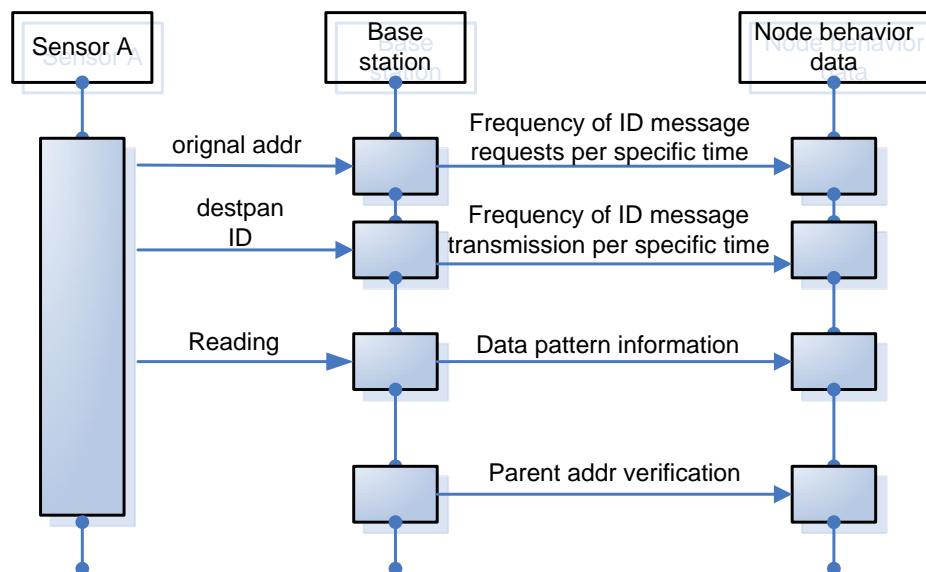 Sensor A
Base
station
Node behavior
data
orignal addr
Frequency of ID message
requests per specific time
destpan
ID
Frequency of ID message
transmission per specific time
Reading
Data pattern information
Parent addr verification